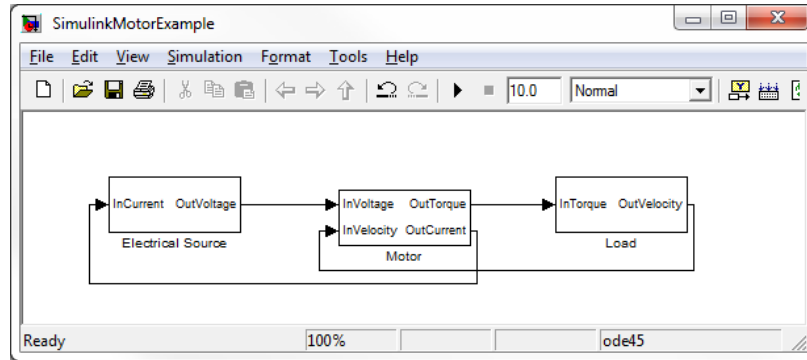 SimulinkMotorExample
File Edit View Simulation Format Tools Help
10.0 Normal
InCurrent OutVoltage
Electrical Source
InVoltage OutTorque
InVelocity OutCurrent
Motor
InTorque OutVelocity
Load
Ready 100% ode45